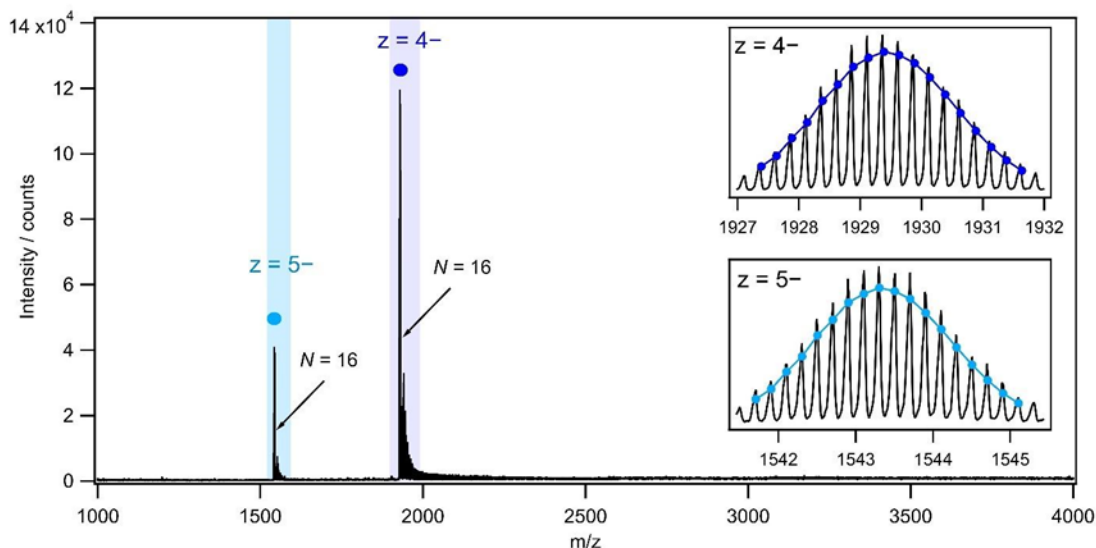 14 x10⁴
12
10
8
6
4
2
0
Intensity / counts
1000
1500
2000
2500
3000
3500
4000
m/z
z = 5−
N = 16
z = 4−
N = 16
z = 4−
1927
1928
1929
1930
1931
1932
z = 5−
1542
1543
1544
1545